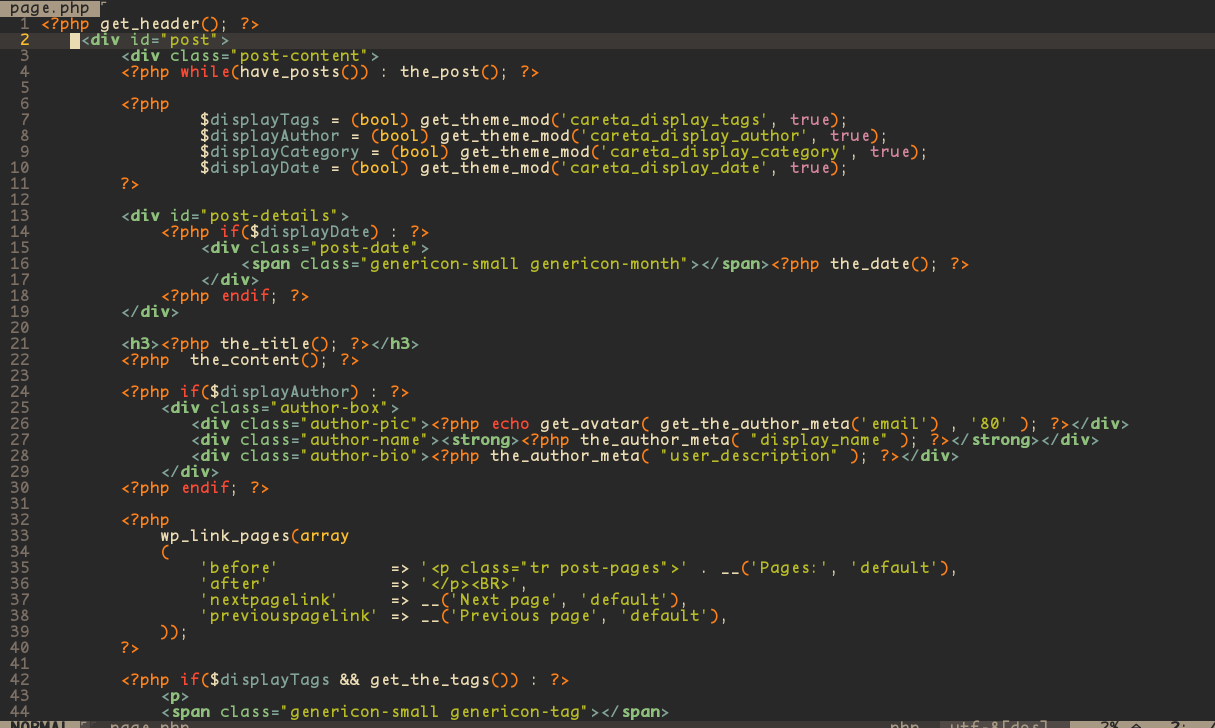 page.php
1 <?php get_header(); ?>
2 <div id="post">
3 <div class="post-content">
4 <?php while(have_posts()) : the_post(); ?>
5
6 <?php
7 $displayTags = (bool) get_theme_mod('careta_display_tags', true);
8 $displayAuthor = (bool) get_theme_mod('careta_display_author', true);
9 $displayCategory = (bool) get_theme_mod('careta_display_category', true);
10 $displayDate = (bool) get_theme_mod('careta_display_date', true);
11 ?>
12
13 <div id="post-details">
14 <?php if($displayDate) : ?>
15 <div class="post-date">
16 <span class="genericon-small genericon-month"></span><?php the_date(); ?>
17 </div>
18 <?php endif; ?>
19 </div>
20
21 <h3><?php the_title(); ?></h3>
22 <?php  the_content(); ?>
23
24 <?php if($displayAuthor) : ?>
25 <div class="author-box">
26 <div class="author-pic"><?php echo get_avatar( get_the_author_meta('email') , '80' ); ?></div>
27 <div class="author-name"><strong><?php the_author_meta( "display_name" ); ?></strong></div>
28 <div class="author-bio"><?php the_author_meta( "user_description" ); ?></div>
29 </div>
30 <?php endif; ?>
31
32 <?php
33 wp_link_pages(array
34 (
35 'before' => '<p class="tr post-pages">' . __('Pages:', 'default'),
36 'after' => '</p><BR>',
37 'nextpagelink' => __('Next page', 'default'),
38 'previouspagelink' => __('Previous page', 'default'),
39 ));
40 ?>
41
42 <?php if($displayTags && get_the_tags()) : ?>
43 <p>
44 <span class="genericon-small genericon-tag"></span>
NORMAL page.php php utf-8[dos] 2% 2: